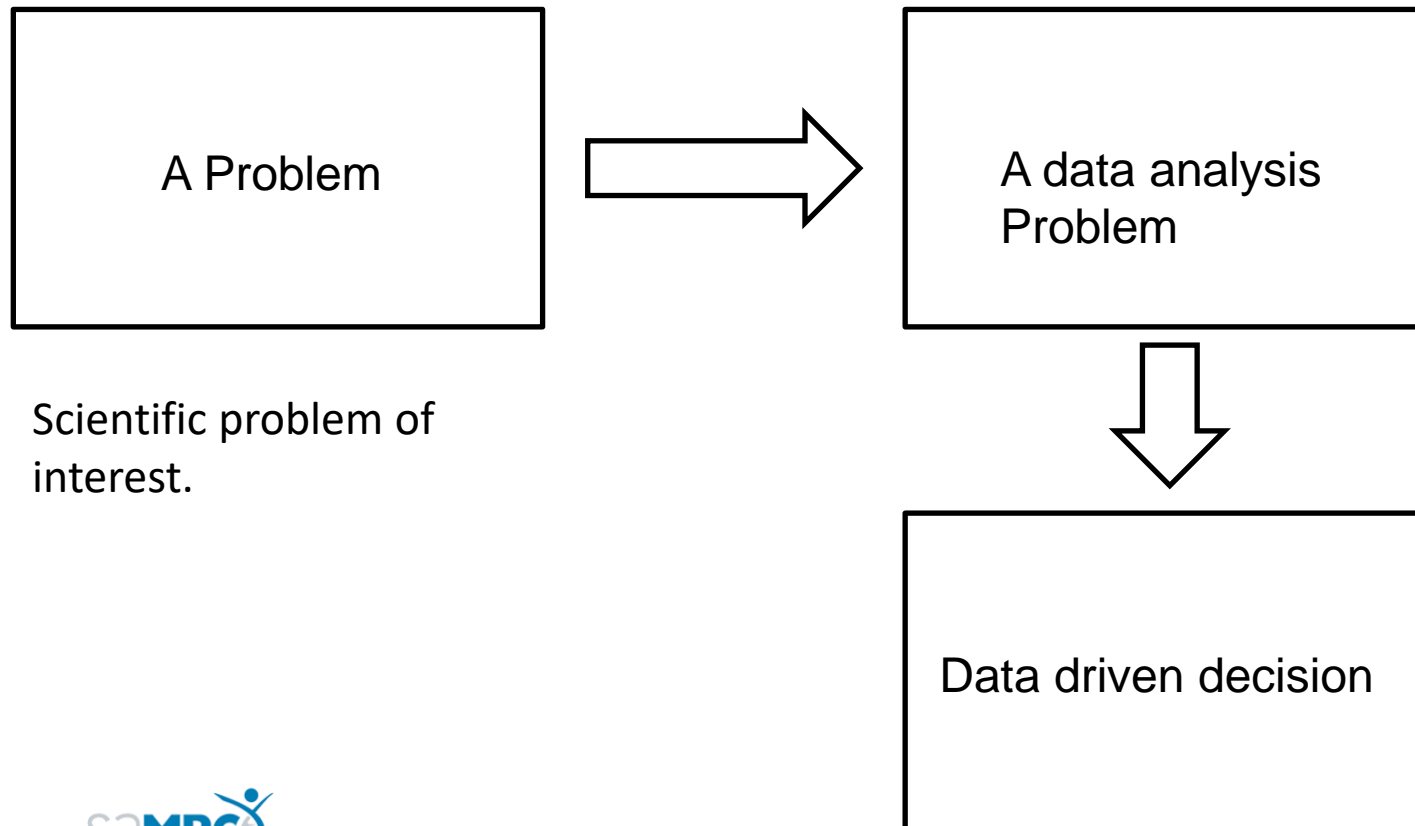 A Problem
A data analysis
Problem
Scientific problem of
interest.
Data driven decision